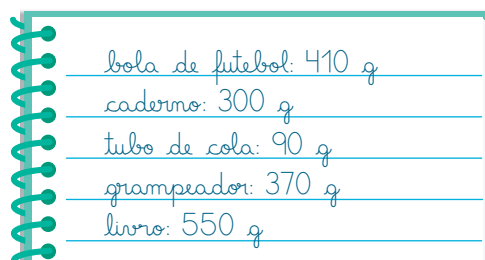 bola de futebol: 410 g
caderno: 300 g
tubo de cola: 90 g
grampeador: 370 g
livro: 550 g